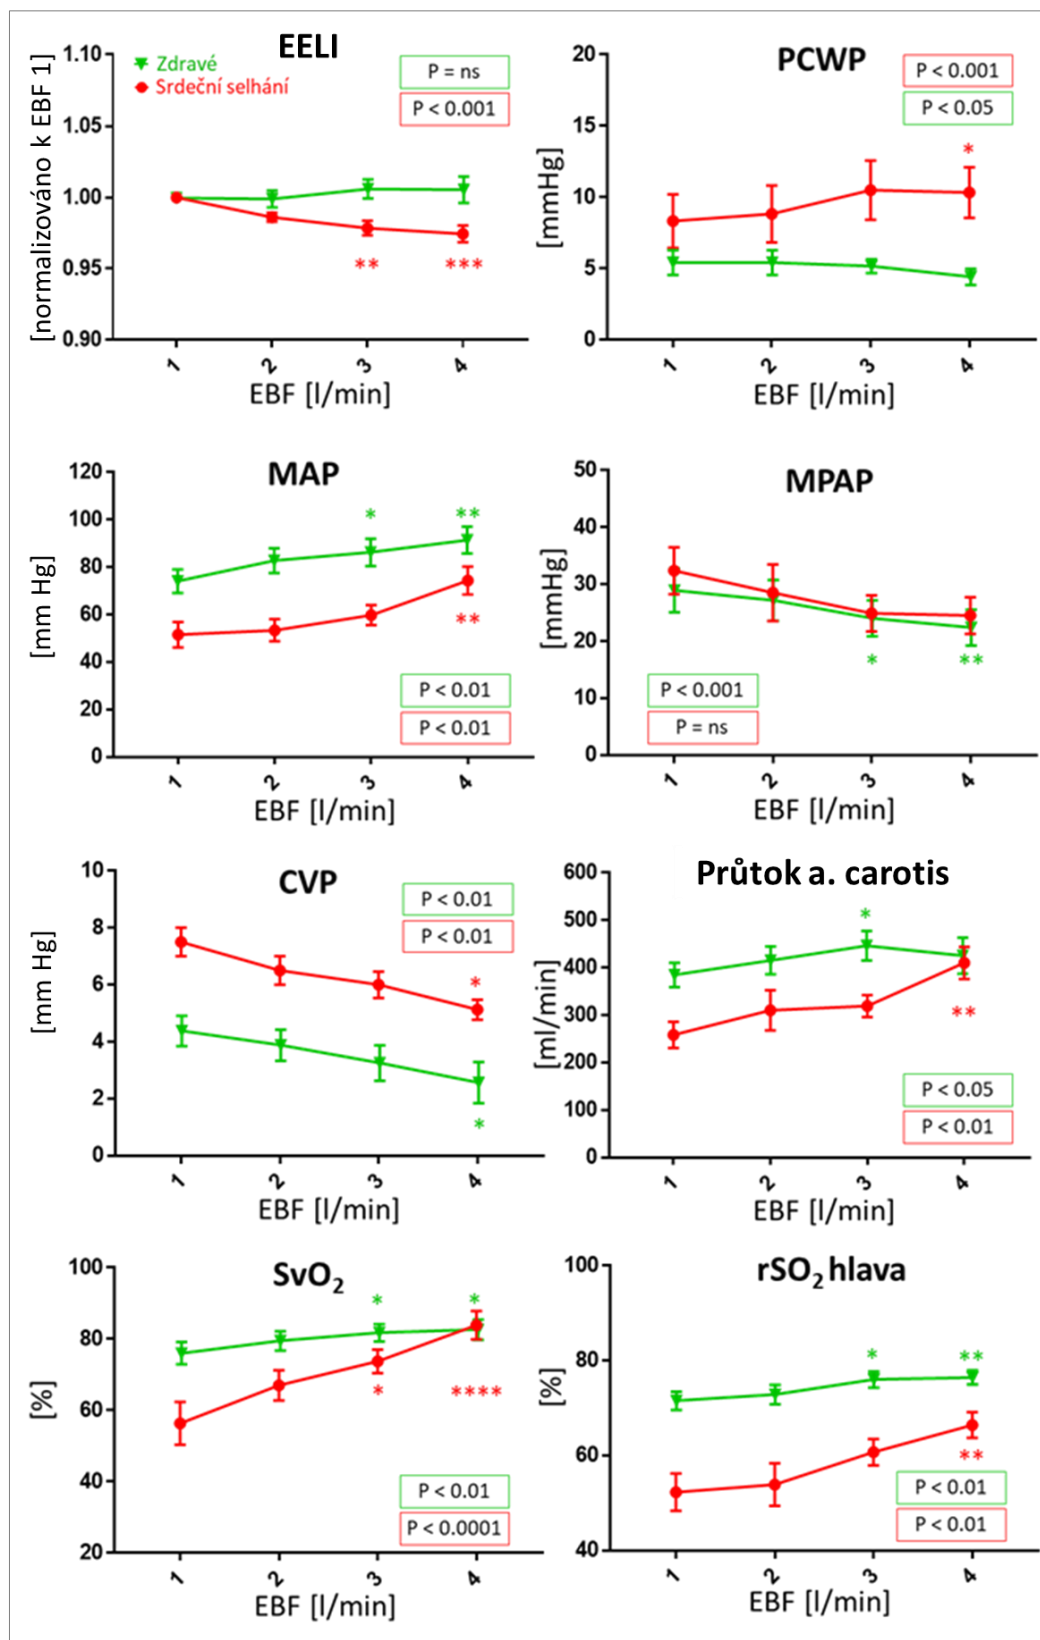 EELI
[normalizováno k EBF 1]
1.10
1.05
1.00
0.95
0.90
Zdravé
Srdeční selhání
P = ns
P < 0.001
**
***
1 2 3 4
EBF [l/min]
PCWP
[mmHg]
20
15
10
5
0
P < 0.001
P < 0.05
*
1 2 3 4
EBF [l/min]
MAP
[mm Hg]
120
100
80
60
40
20
0
*
**
**
P < 0.01
P < 0.01
1 2 3 4
EBF [l/min]
MPAP
[mmHg]
50
40
30
20
10
0
*
**
P < 0.001
P = ns
1 2 3 4
EBF [l/min]
CVP
[mm Hg]
10
8
6
4
2
0
P < 0.01
P < 0.01
*
*
1 2 3 4
EBF [l/min]
Průtok a. carotis
[ml/min]
600
500
400
300
200
100
0
*
**
P < 0.05
P < 0.01
1 2 3 4
EBF [l/min]
SvO₂
[%]
100
80
60
40
20
*
*
*
****
P < 0.01
P < 0.0001
1 2 3 4
EBF [l/min]
rSO₂ hlava
[%]
100
80
60
40
*
**
**
P < 0.01
P < 0.01
1 2 3 4
EBF [l/min]